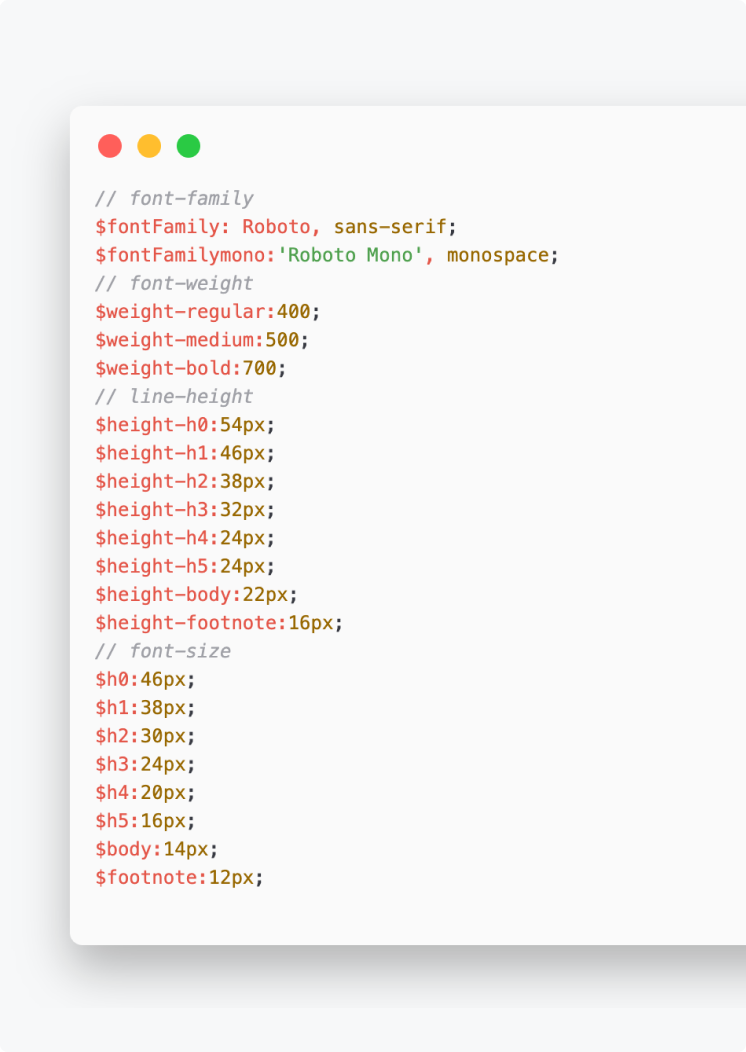 // font-family
$fontFamily: Roboto, sans-serif;
$fontFamilymono:'Roboto Mono', monospace;
// font-weight
$weight-regular:400;
$weight-medium:500;
$weight-bold:700;
// line-height
$height-h0:54px;
$height-h1:46px;
$height-h2:38px;
$height-h3:32px;
$height-h4:24px;
$height-h5:24px;
$height-body:22px;
$height-footnote:16px;
// font-size
$h0:46px;
$h1:38px;
$h2:30px;
$h3:24px;
$h4:20px;
$h5:16px;
$body:14px;
$footnote:12px;